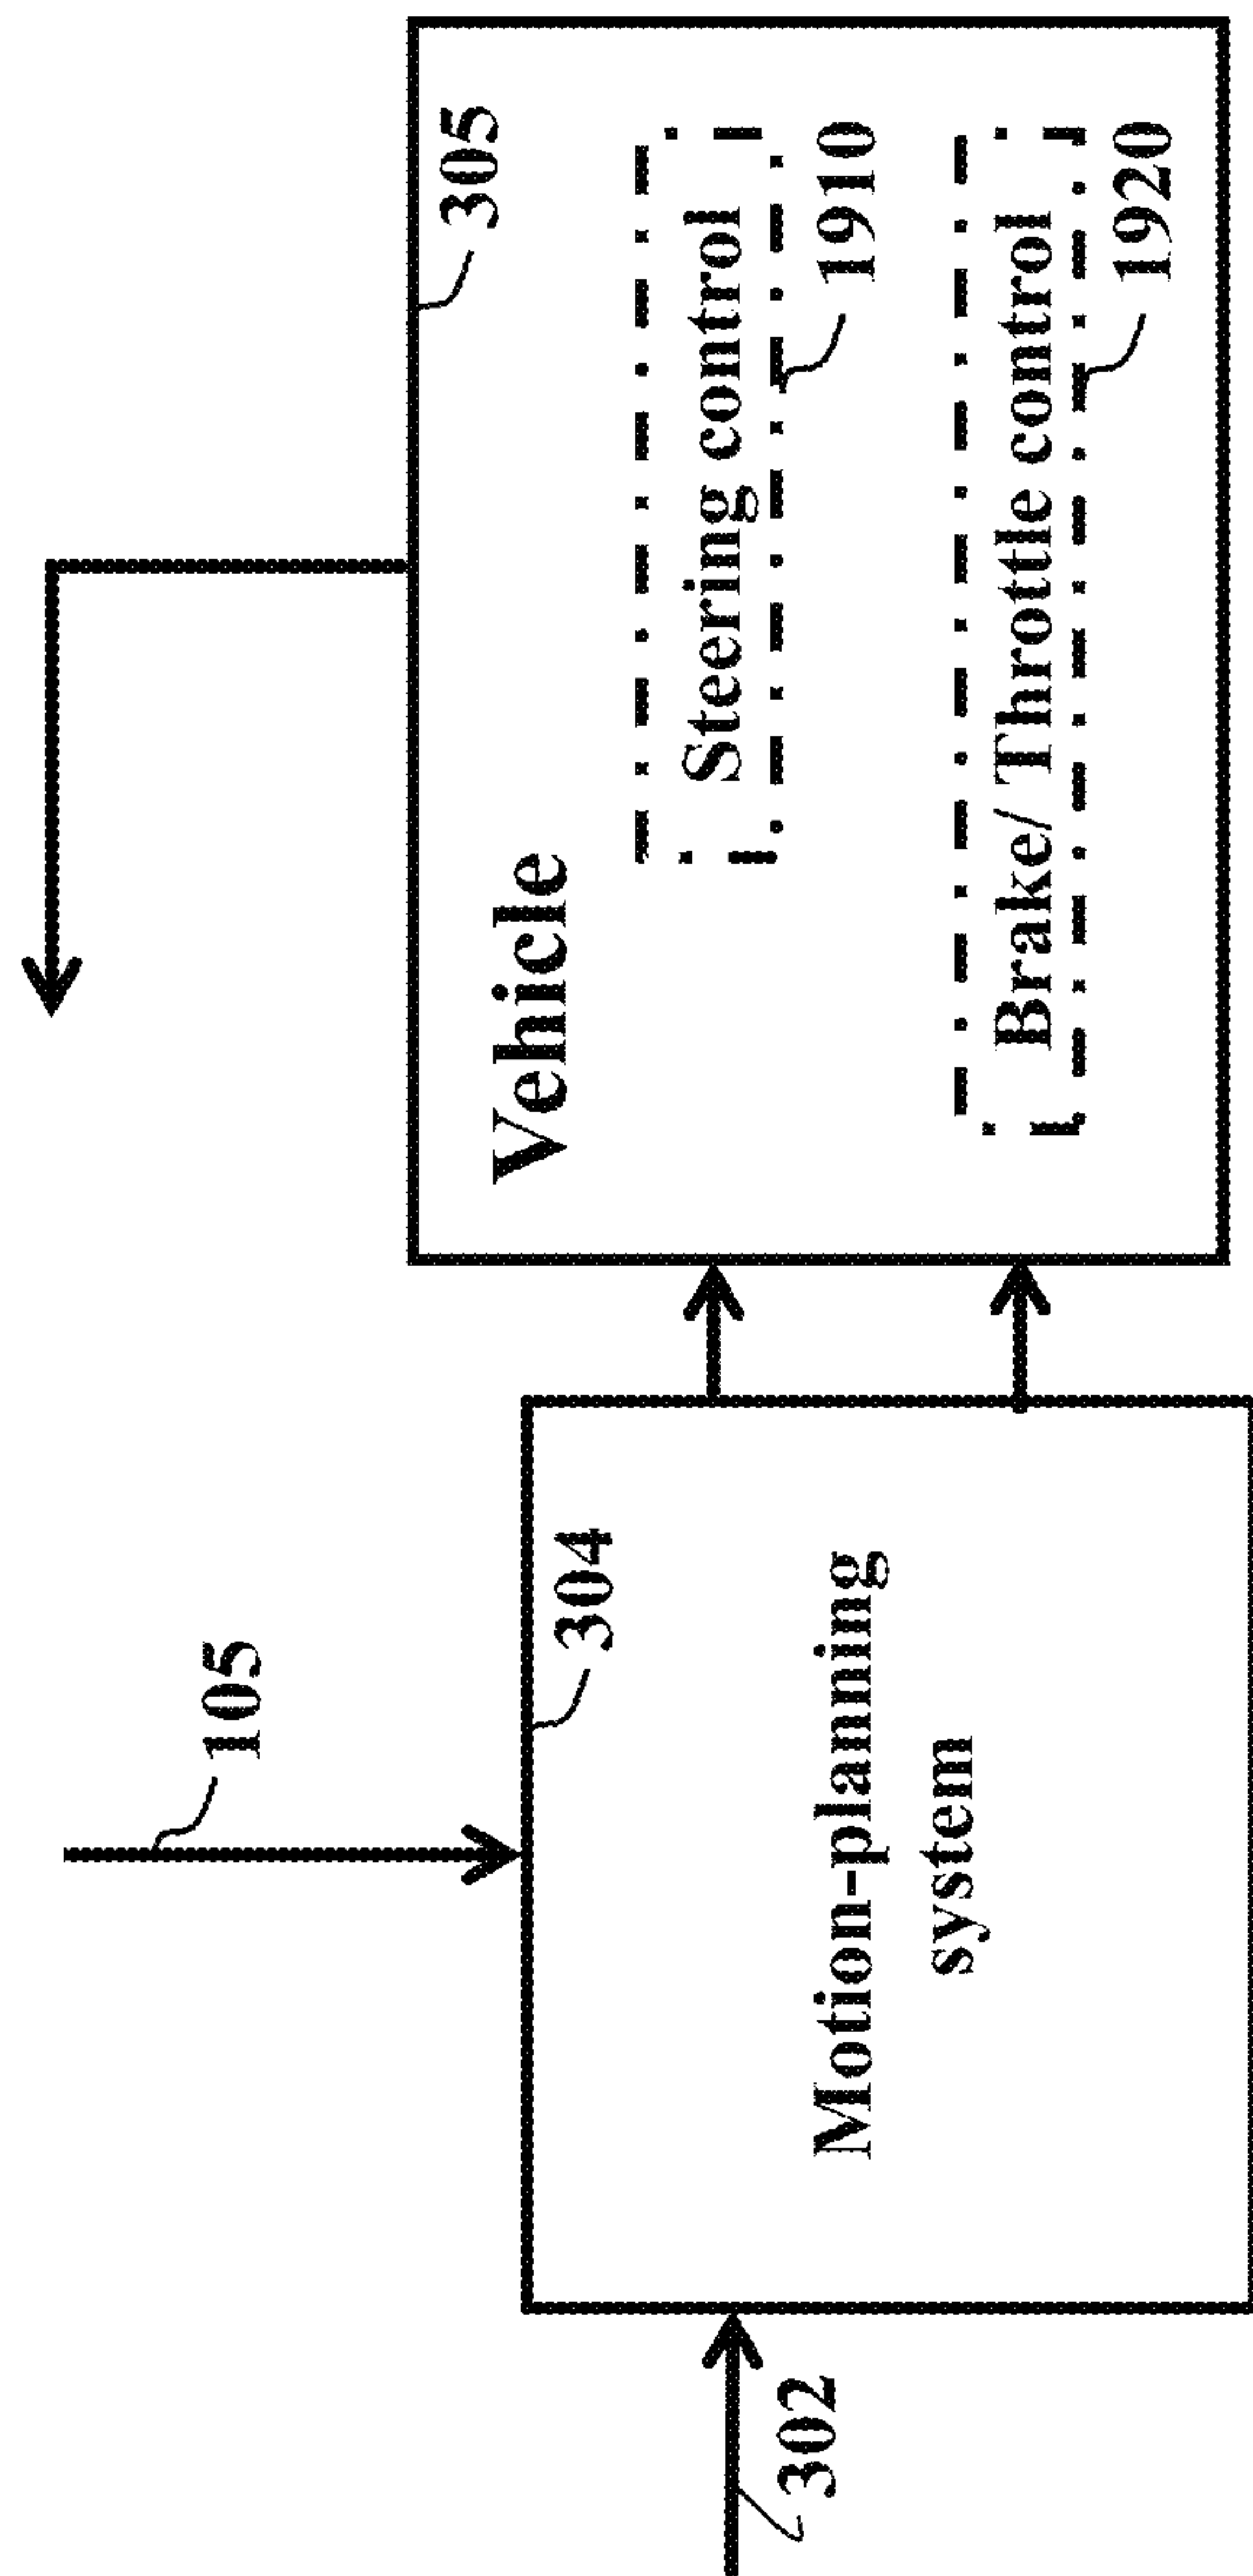 105
302
304
Motion-planning
system
305
Vehicle
Steering control
1910
Brake/ Throttle control
1920